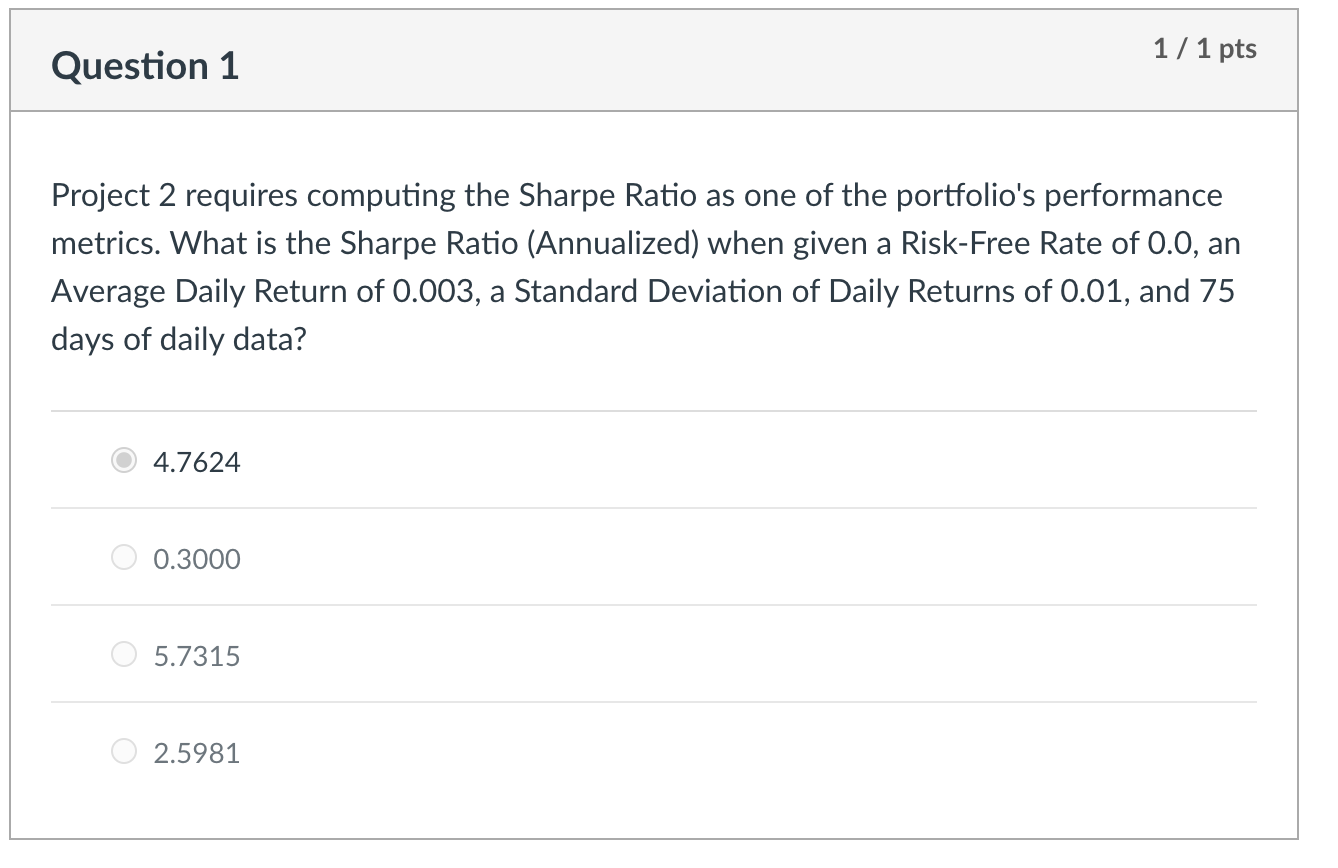 Question 1
1 / 1 pts
Project 2 requires computing the Sharpe Ratio as one of the portfolio's performance
metrics. What is the Sharpe Ratio (Annualized) when given a Risk-Free Rate of 0.0, an
Average Daily Return of 0.003, a Standard Deviation of Daily Returns of 0.01, and 75
days of daily data?
4.7624
0.3000
5.7315
2.5981